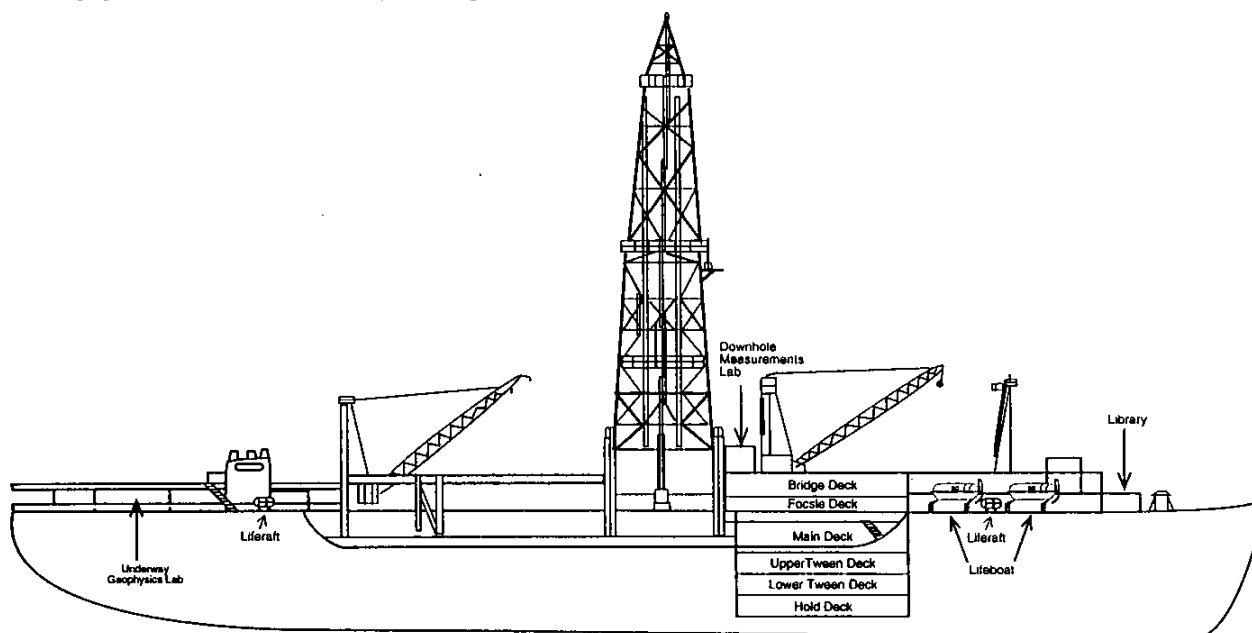 Downhole
Measurements
Lab
Library
Bridge Deck
Focsle Deck
Liferaft
Main Deck
Liferaft
Underway
Geophysics Lab
UpperTween Deck
Lifeboat
Lower Tween Deck
Hold Deck